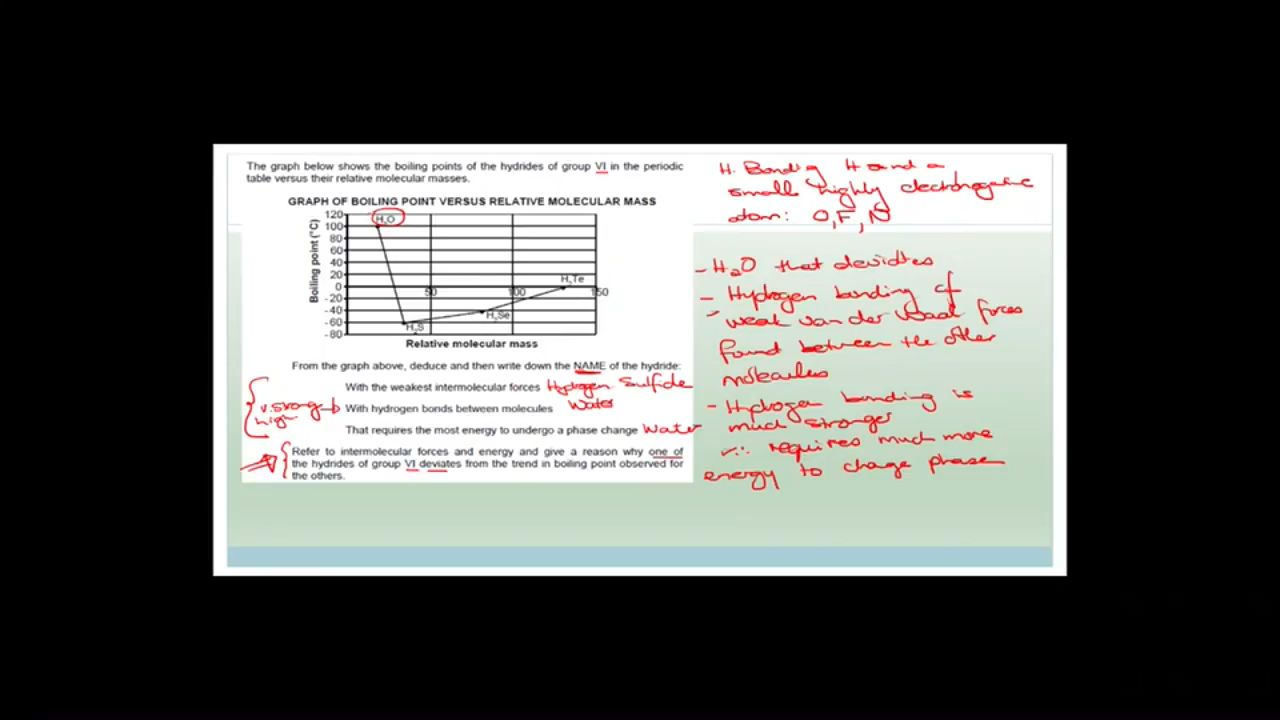 The graph below shows the boiling points of the hydrides of group VI in the periodic
table versus their relative molecular masses.
GRAPH OF BOILING POINT VERSUS RELATIVE MOLECULAR MASS
Boiling point (°C)
120
100
80
60
40
20
0
-20
-40
-60
-80
H₂O
H₂S
H₂Se
H₂Te
50
100
150
Relative molecular mass
From the graph above, deduce and then write down the NAME of the hydride:
With the weakest intermolecular forces Hydrogen Sulfide
v. strong
high
With hydrogen bonds between molecules Water
That requires the most energy to undergo a phase change Water
Refer to intermolecular forces and energy and give a reason why one of
the hydrides of group VI deviates from the trend in boiling point observed for
the others.
H. Bonding H and a
small highly electronegative
atom: O, F, N
- H₂O that deviates
- Hydrogen bonding cf
weak van der Waal forces
found between the other
molecules
- Hydrogen bonding is
much stronger
∴ requires much more
energy to change phase